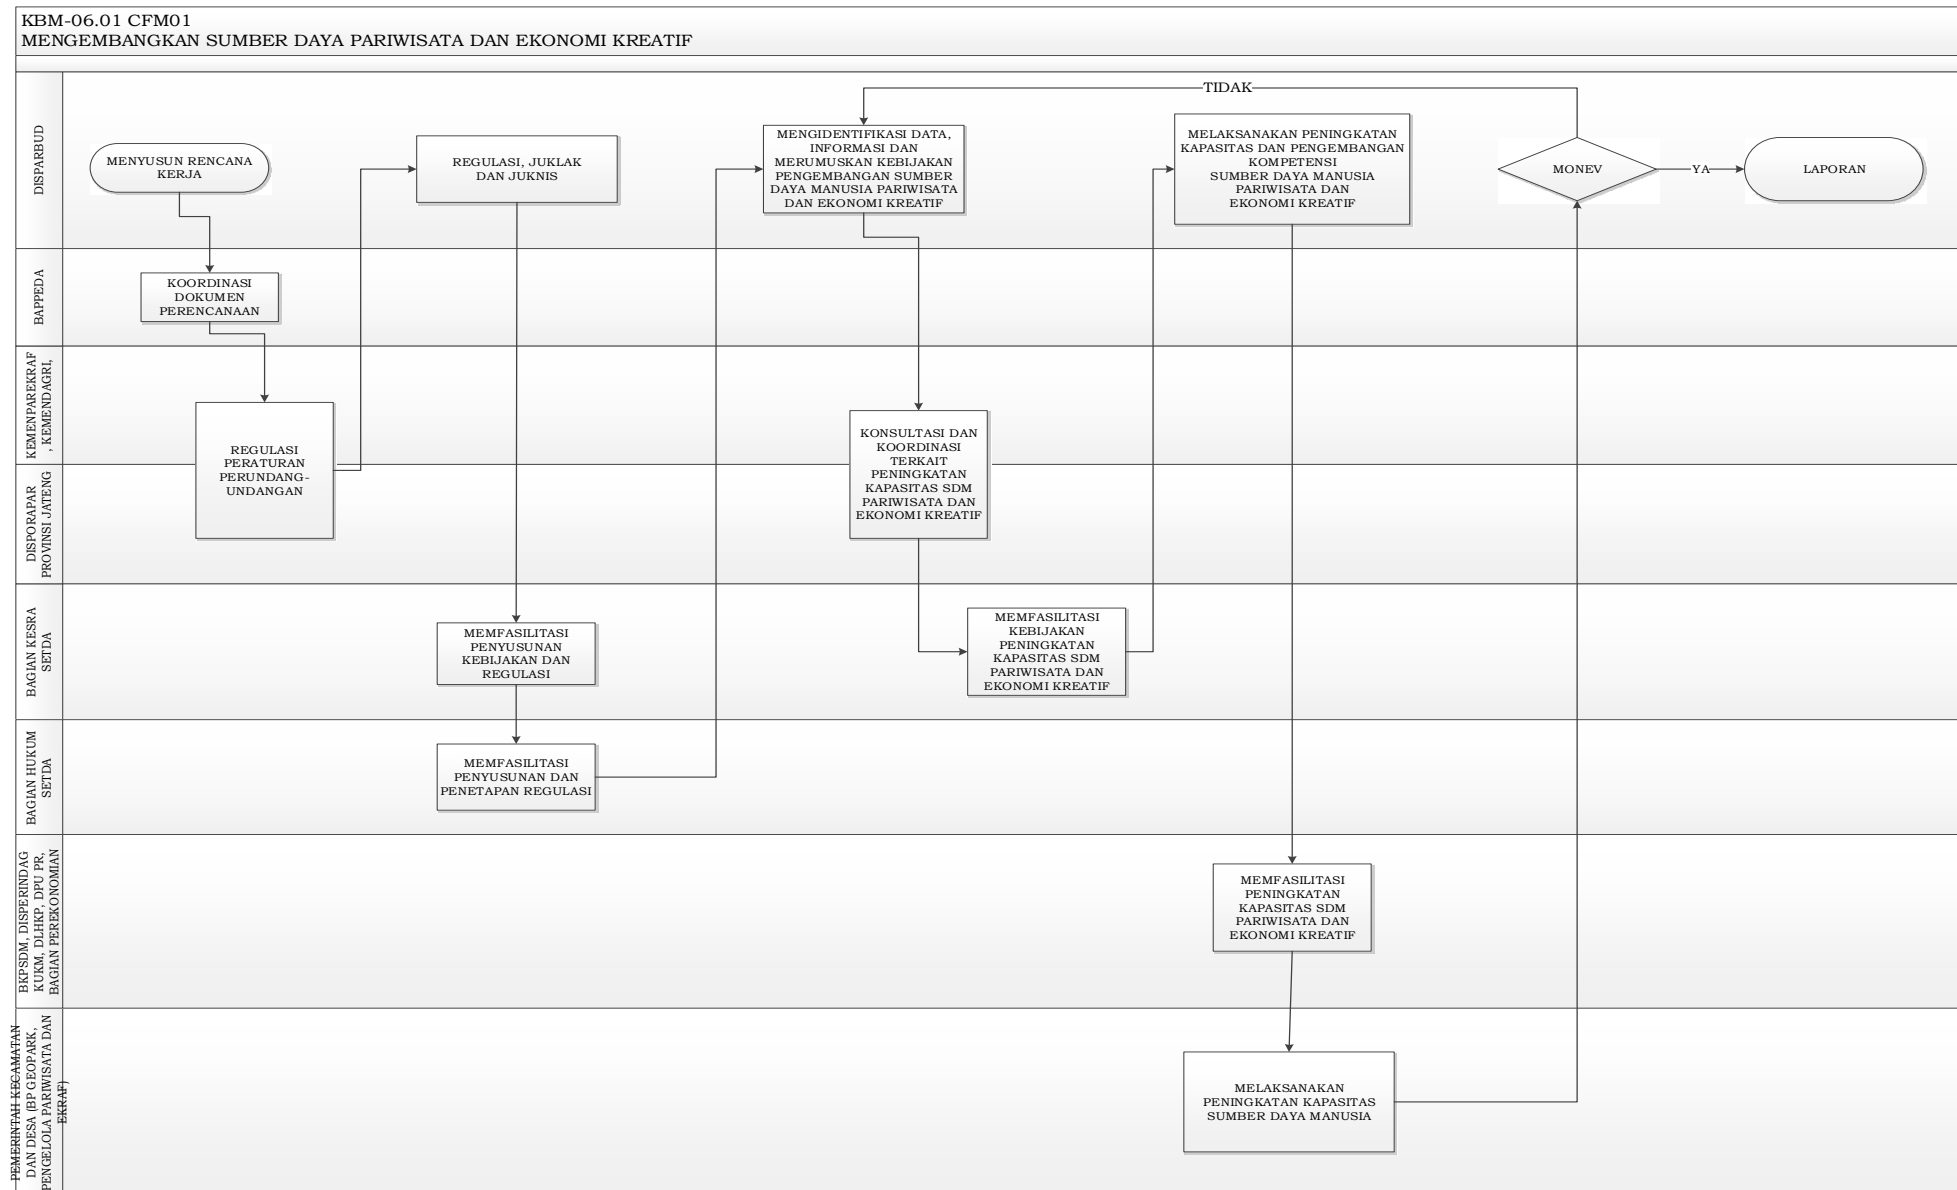 KBM-06.01 CFM01
MENGEMBANGKAN SUMBER DAYA PARIWISATA DAN EKONOMI KREATIF
DISPARBUD
MENYUSUN RENCANA
KERJA
REGULASI, JUKLAK
DAN JUKNIS
MENGIDENTIFIKASI DATA,
INFORMASI DAN
MERUMUSKAN KEBIJAKAN
PENGEMBANGAN SUMBER
DAYA MANUSIA PARIWISATA
DAN EKONOMI KREATIF
TIDAK
MELAKSANAKAN PENINGKATAN
KAPASITAS DAN PENGEMBANGAN
KOMPETENSI
SUMBER DAYA MANUSIA
PARIWISATA DAN
EKONOMI KREATIF
MONEV
YA
LAPORAN
BAPPEDA
KOORDINASI
DOKUMEN
PERENCANAAN
KEMENPAREKRAF
, KEMENDAGRI,
DISPORAPAR
PROVINSI JATENG
REGULASI
PERATURAN
PERUNDANG-
UNDANGAN
KONSULTASI DAN
KOORDINASI
TERKAIT
PENINGKATAN
KAPASITAS SDM
PARIWISATA DAN
EKONOMI KREATIF
BAGIAN KESRA
SETDA
MEMFASILITASI
PENYUSUNAN
KEBIJAKAN DAN
REGULASI
MEMFASILITASI
KEBIJAKAN
PENINGKATAN
KAPASITAS SDM
PARIWISATA DAN
EKONOMI KREATIF
BAGIAN HUKUM
SETDA
MEMFASILITASI
PENYUSUNAN DAN
PENETAPAN REGULASI
BKPSDM, DISPERINDAG
KUKM, DLHKP, DPU PR,
BAGIAN PEREKONOMIAN
MEMFASILITASI
PENINGKATAN
KAPASITAS SDM
PARIWISATA DAN
EKONOMI KREATIF
PEMERINTAH KECAMATAN
DAN DESA (BP GEOPARK,
PENGELOLA PARIWISATA DAN
EKRAF)
MELAKSANAKAN
PENINGKATAN KAPASITAS
SUMBER DAYA MANUSIA